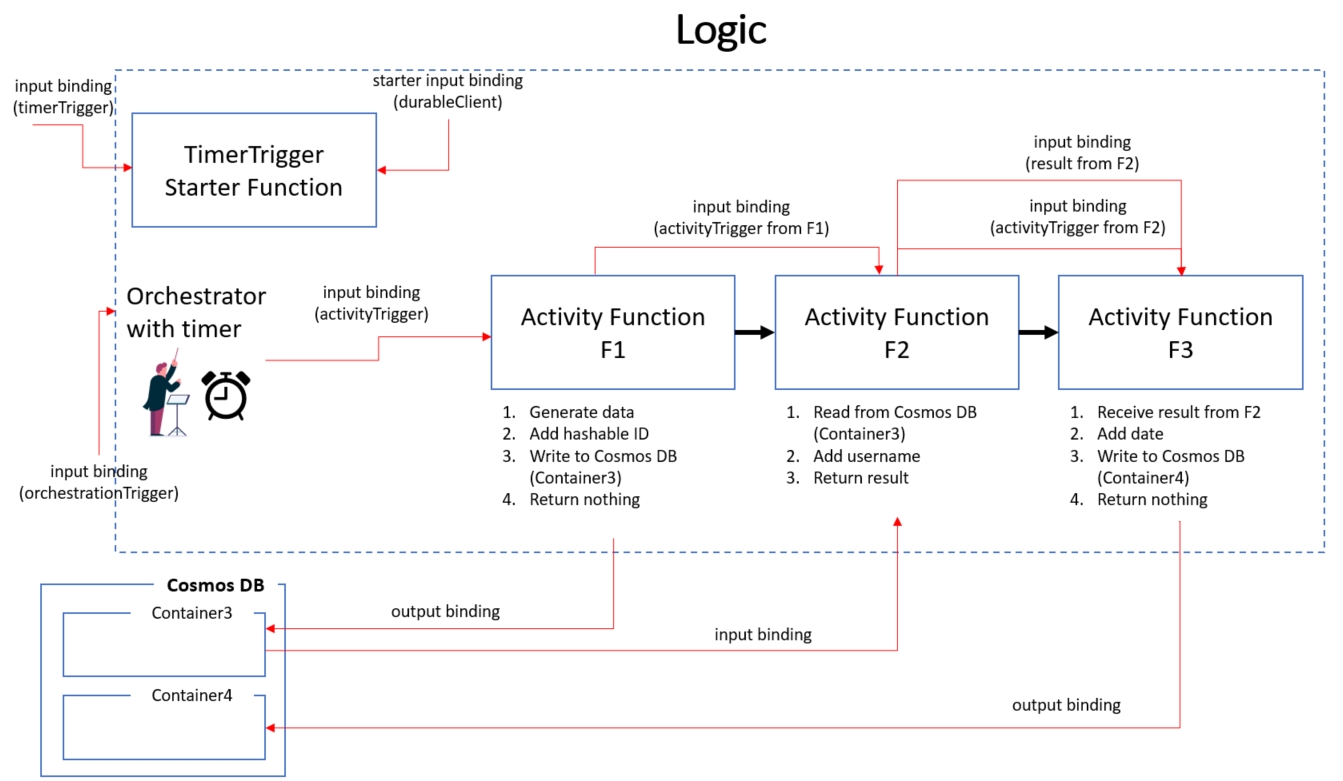 Logic
input binding
(timerTrigger)
starter input binding
(durableClient)
TimerTrigger
Starter Function
input binding
(result from F2)
input binding
(activityTrigger from F1)
input binding
(activityTrigger from F2)
Orchestrator
with timer
input binding
(activityTrigger)
Activity Function
F1
Activity Function
F2
Activity Function
F3
1. Generate data
2. Add hashable ID
3. Write to Cosmos DB
(Container3)
4. Return nothing
1. Read from Cosmos DB
(Container3)
2. Add username
3. Return result
1. Receive result from F2
2. Add date
3. Write to Cosmos DB
(Container4)
4. Return nothing
input binding
(orchestrationTrigger)
Cosmos DB
Container3
output binding
input binding
Container4
output binding